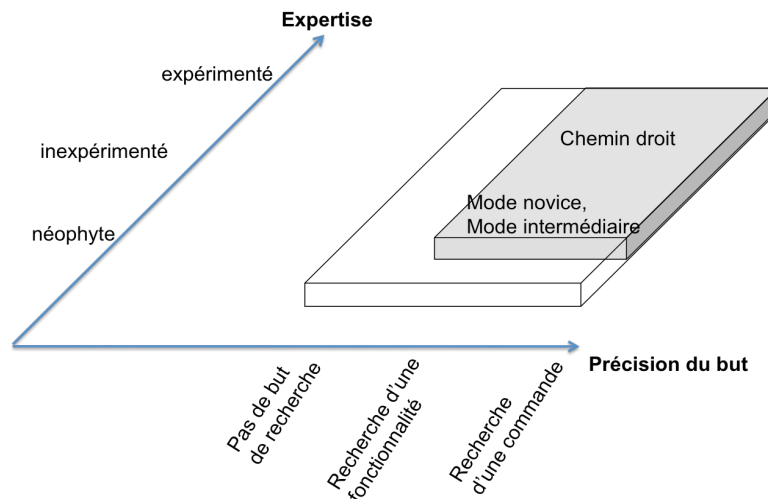 Expertise
expérimenté
inexpérimenté
néophyte
Chemin droit
Mode novice,
Mode intermédiaire
Précision du but
Pas de but
de recherche
Recherche d'une
fonctionnalité
Recherche
d'une commande